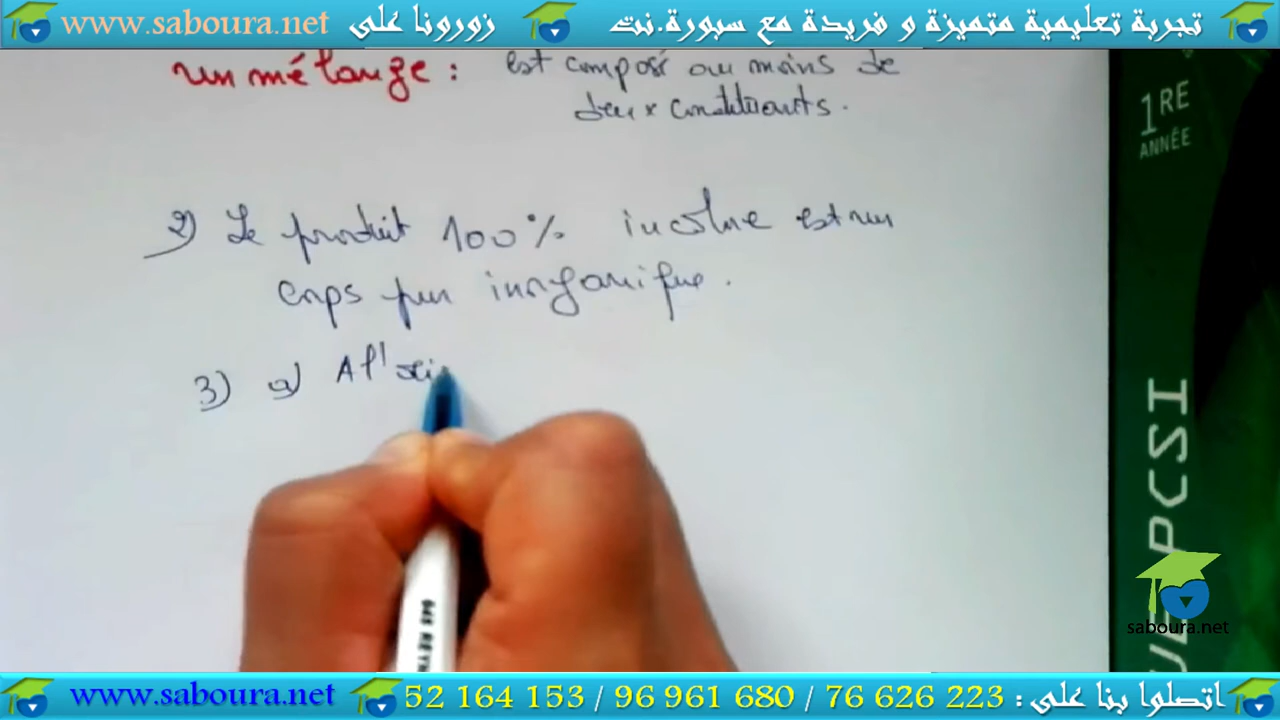 www.saboura.net زورونا على
تجربة تعليمية متميزة و فريدة مع سبورة.نت
un mélange : est composé au moins de
deux constituants.
2) Le produit 100% incolore est un
corps pur inorganique.
3) a) A l'
1RE
ANNÉE
PCSI
saboura.net
www.saboura.net
52 164 153 / 96 961 680 / 76 626 223 : اتصلوا بنا على